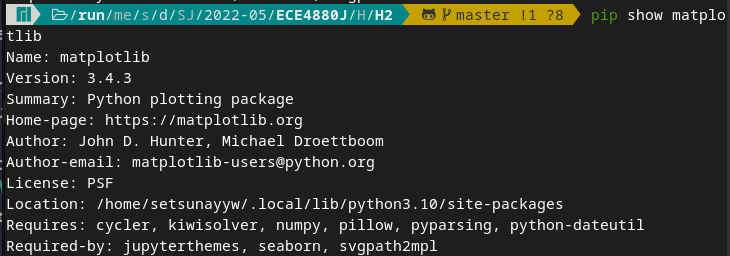 /run/me/s/d/SJ/2022-05/ECE4880J/H/H2 master !1 ?8 pip show matplo
tlib
Name: matplotlib
Version: 3.4.3
Summary: Python plotting package
Home-page: https://matplotlib.org
Author: John D. Hunter, Michael Droettboom
Author-email: matplotlib-users@python.org
License: PSF
Location: /home/setsunayyw/.local/lib/python3.10/site-packages
Requires: cycler, kiwisolver, numpy, pillow, pyparsing, python-dateutil
Required-by: jupyterthemes, seaborn, svgpath2mpl